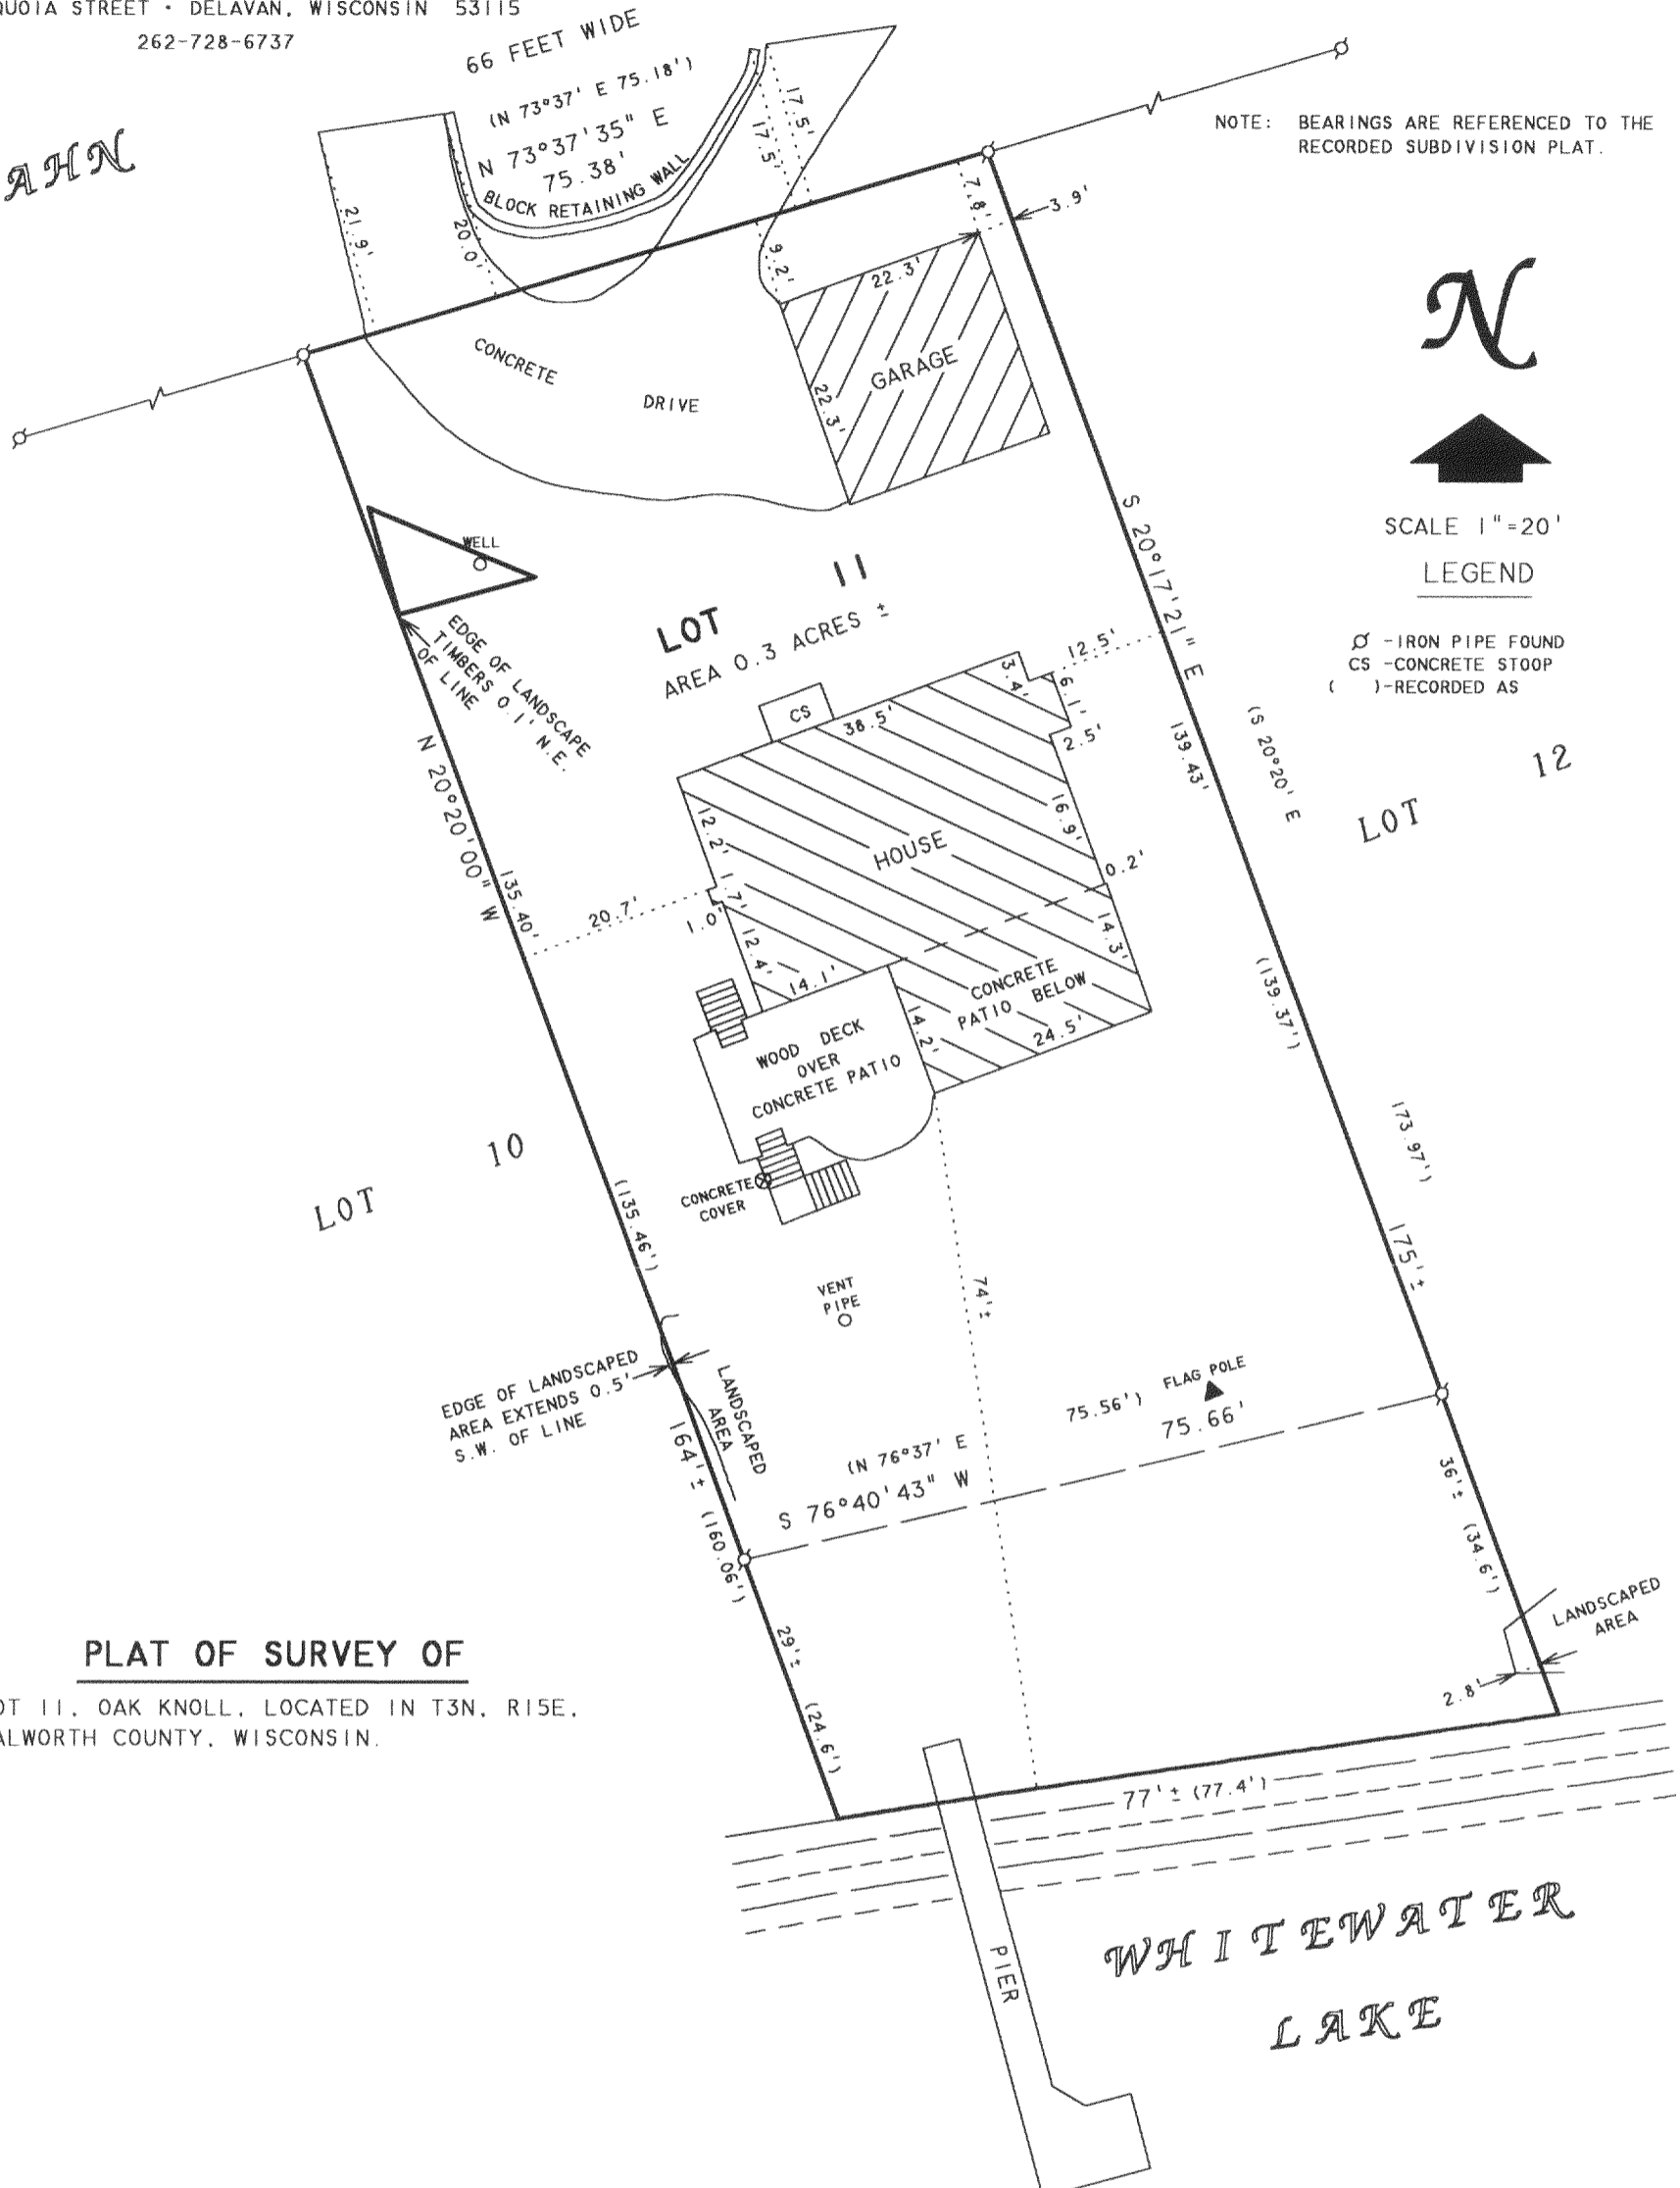 STREET • DELAVAN, WISCONSIN 53115
262-728-6737
66 FEET WIDE
(N 73°37' E 75.18')
N 73°37'35" E
75.38'
BLOCK RETAINING WALL
AHN
21.9'
20.0'
17.5'
17.5'
9.2'
7.8'
3.9'
NOTE: BEARINGS ARE REFERENCED TO THE
RECORDED SUBDIVISION PLAT.
N
SCALE 1"=20'
LEGEND
Ø -IRON PIPE FOUND
CS -CONCRETE STOOP
( )-RECORDED AS
22.3'
GARAGE
22.3'
CONCRETE
DRIVE
WELL
EDGE OF LANDSCAPE
TIMBERS 0.1' N.E.
OF LINE
LOT 11
AREA 0.3 ACRES ±
S 20°17'21" E
139.43'
(S 20°20' E
(139.37')
173.97')
175'±
LOT 12
N 20°20'00" W
135.40'
(135.46')
12.5'
3.4'
6.1'
2.5'
CS
38.5'
12.2'
HOUSE
16.9'
0.2'
1.7'
1.0'
20.7'
12.4'
14.1'
14.3'
CONCRETE
PATIO BELOW
24.5'
14.2'
WOOD DECK
OVER
CONCRETE PATIO
CONCRETE
COVER
LOT 10
VENT
PIPE
74'±
EDGE OF LANDSCAPED
AREA EXTENDS 0.5'
S.W. OF LINE
LANDSCAPED
AREA
164'± (160.06')
FLAG POLE
(N 76°37' E 75.56')
S 76°40'43" W 75.66'
36'± (34.6')
LANDSCAPED
AREA
2.8'
29'± (24.6')
77'± (77.4')
PLAT OF SURVEY OF
OT 11, OAK KNOLL, LOCATED IN T3N, R15E,
ALWORTH COUNTY, WISCONSIN.
PIER
WHITEWATER
LAKE